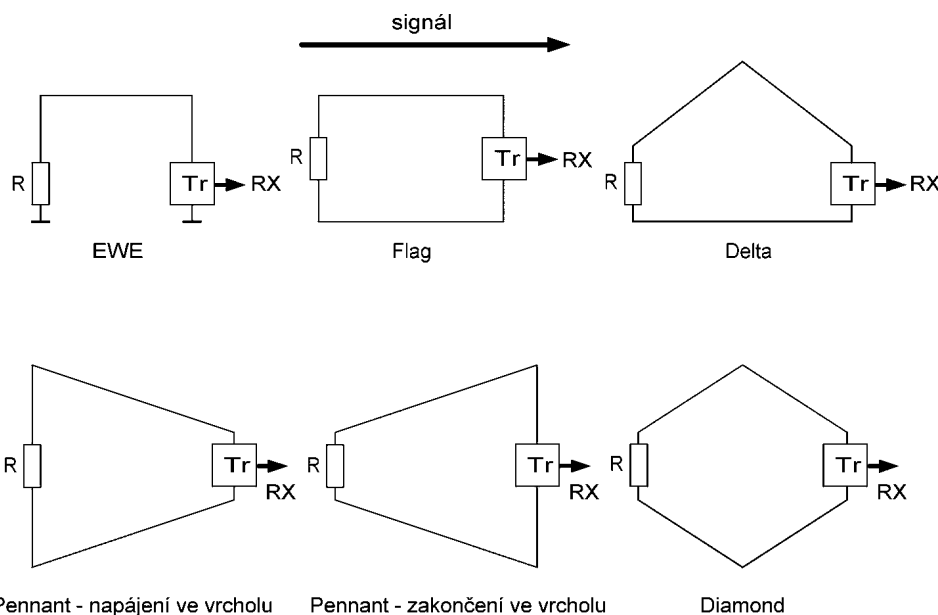 signál
R
Tr
RX
EWE
R
Tr
RX
Flag
R
Tr
RX
Delta
R
Tr
RX
Pennant - napájení ve vrcholu
R
Tr
RX
Pennant - zakončení ve vrcholu
R
Tr
RX
Diamond